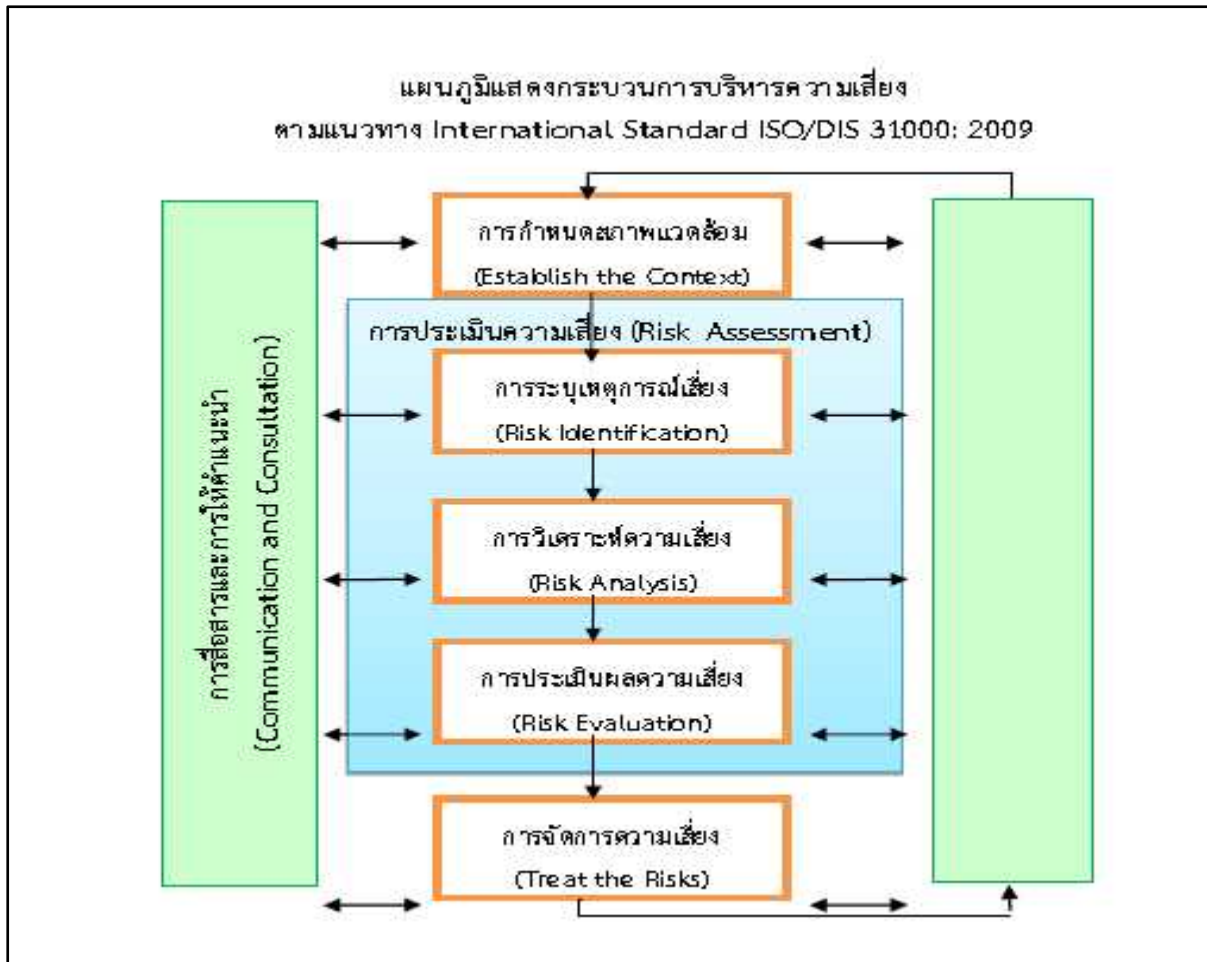 แผนภูมิแสดงกระบวนการบริหารความเสี่ยง
ตามแนวทาง International Standard ISO/DIS 31000: 2009
การกำหนดสภาพแวดล้อม
(Establish the Context)
การประเมินความเสี่ยง (Risk Assessment)
การระบุเหตุการณ์เสี่ยง
(Risk Identification)
การวิเคราะห์ความเสี่ยง
(Risk Analysis)
การประเมินผลความเสี่ยง
(Risk Evaluation)
การจัดการความเสี่ยง
(Treat the Risks)
การสื่อสารและการให้คำแนะนำ
(Communication and Consultation)